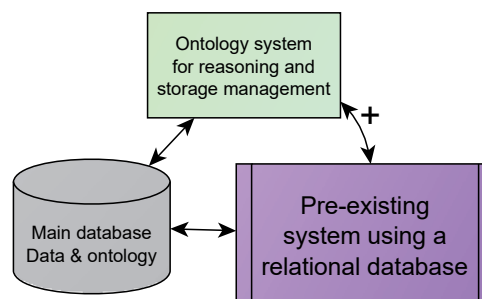 Ontology system
for reasoning and
storage management
+
Main database
Data & ontology
Pre-existing
system using a
relational database